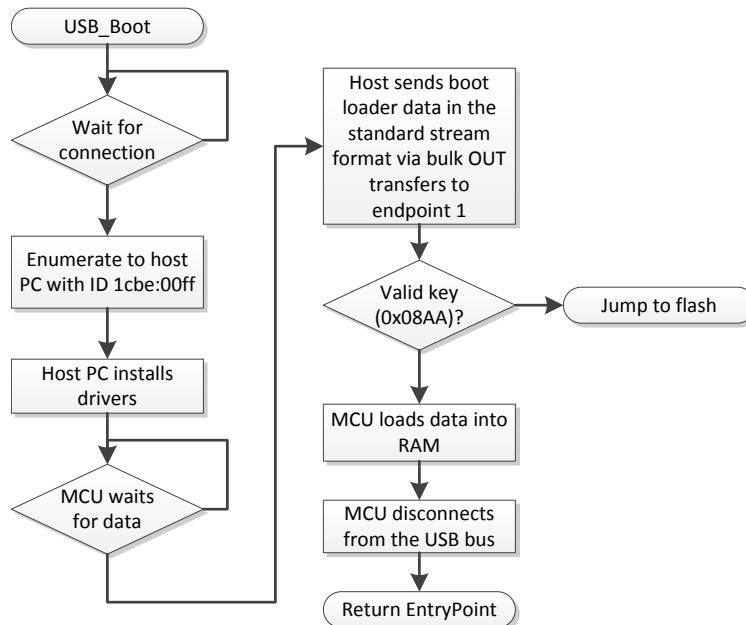 USB_Boot
Wait for
connection
Enumerate to host
PC with ID 1cbe:00ff
Host PC installs
drivers
MCU waits
for data
Host sends boot
loader data in the
standard stream
format via bulk OUT
transfers to
endpoint 1
Valid key
(0x08AA)?
Jump to flash
MCU loads data into
RAM
MCU disconnects
from the USB bus
Return EntryPoint